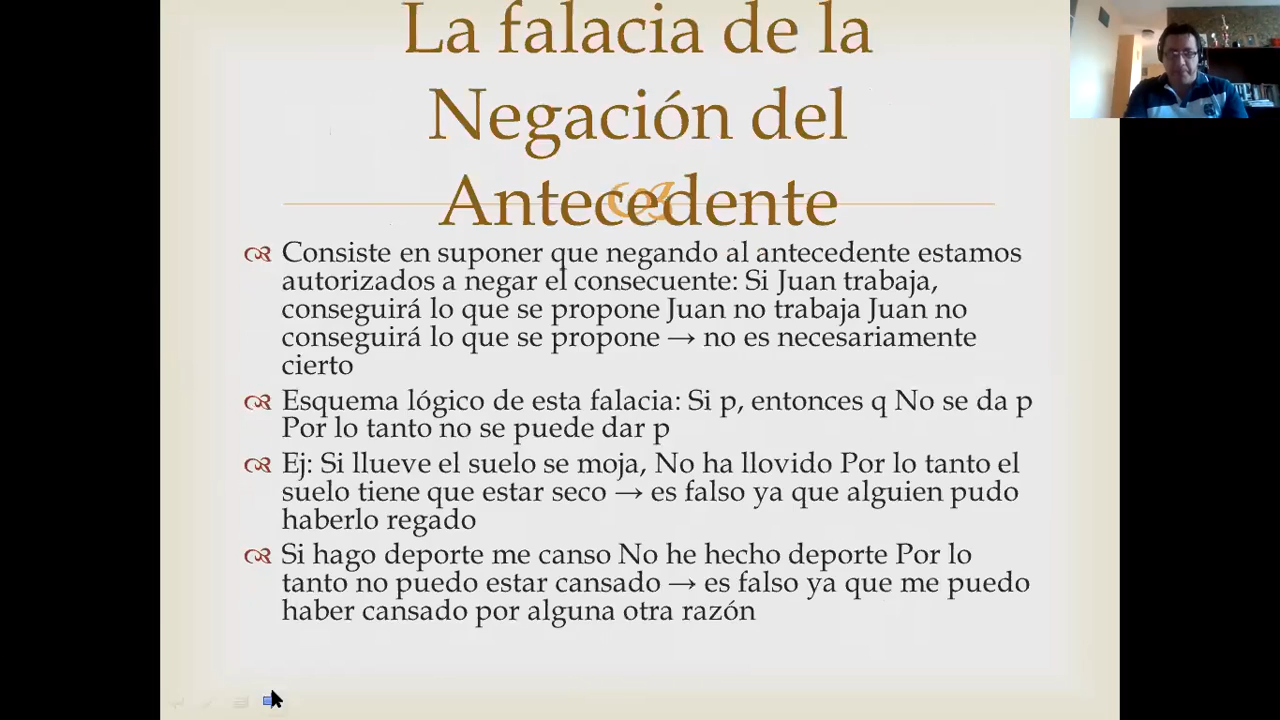 La falacia de la
Negación del
Antecedente
Consiste en suponer que negando al antecedente estamos
autorizados a negar el consecuente: Si Juan trabaja,
conseguirá lo que se propone Juan no trabaja Juan no
conseguirá lo que se propone → no es necesariamente
cierto
Esquema lógico de esta falacia: Si p, entonces q No se da p
Por lo tanto no se puede dar p
Ej: Si llueve el suelo se moja, No ha llovido Por lo tanto el
suelo tiene que estar seco → es falso ya que alguien pudo
haberlo regado
Si hago deporte me canso No he hecho deporte Por lo
tanto no puedo estar cansado → es falso ya que me puedo
haber cansado por alguna otra razón